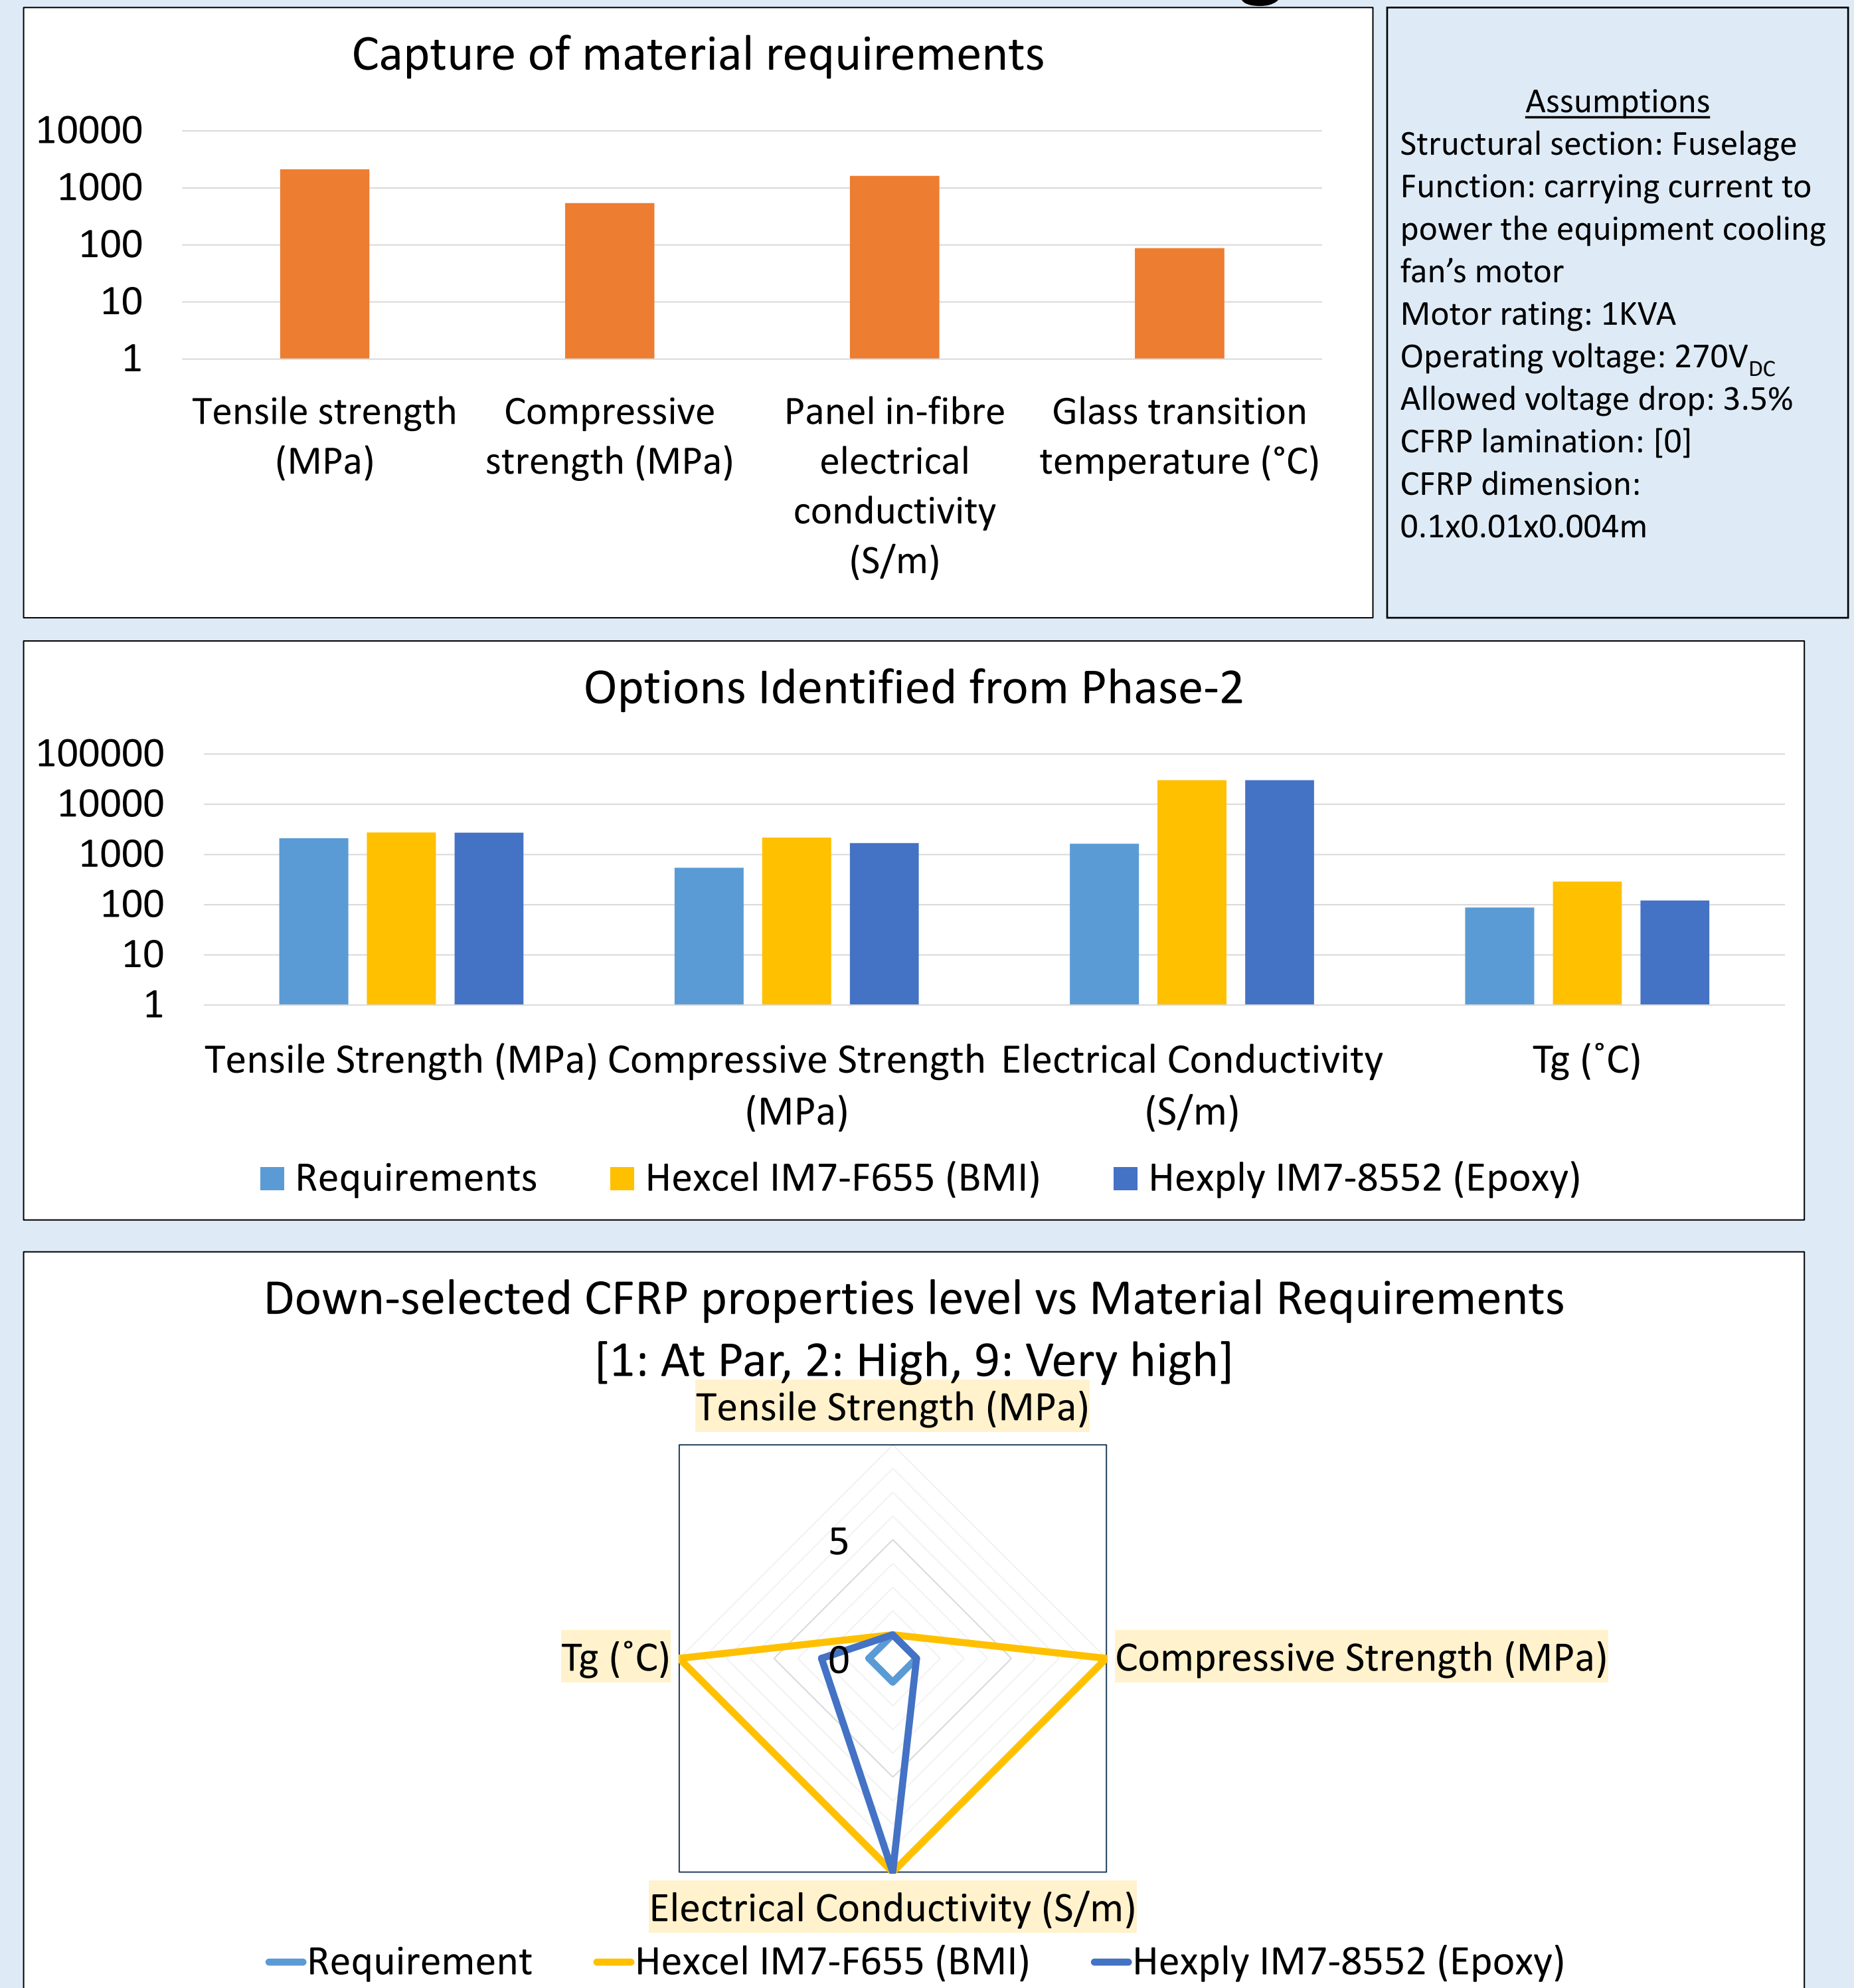 Capture of material requirements
10000
1000
100
10
1
Tensile strength
(MPa)
Compressive
strength (MPa)
Panel in-fibre
electrical
conductivity
(S/m)
Glass transition
temperature (˚C)
Assumptions
Structural section: Fuselage
Function: carrying current to
power the equipment cooling
fan’s motor
Motor rating: 1KVA
Operating voltage: 270VDC
Allowed voltage drop: 3.5%
CFRP lamination: [0]
CFRP dimension:
0.1x0.01x0.004m
Options Identified from Phase-2
100000
10000
1000
100
10
1
Tensile Strength (MPa)
Compressive Strength
(MPa)
Electrical Conductivity
(S/m)
Tg (˚C)
Requirements
Hexcel IM7-F655 (BMI)
Hexply IM7-8552 (Epoxy)
Down-selected CFRP properties level vs Material Requirements
[1: At Par, 2: High, 9: Very high]
Tensile Strength (MPa)
5
Tg (˚C)
0
Compressive Strength (MPa)
Electrical Conductivity (S/m)
Requirement
Hexcel IM7-F655 (BMI)
Hexply IM7-8552 (Epoxy)